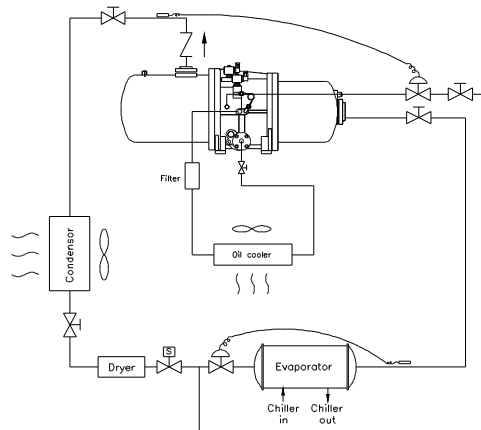 Filter
Condensor
Oil cooler
S
Dryer
Evaporator
Chiller
in
Chiller
out